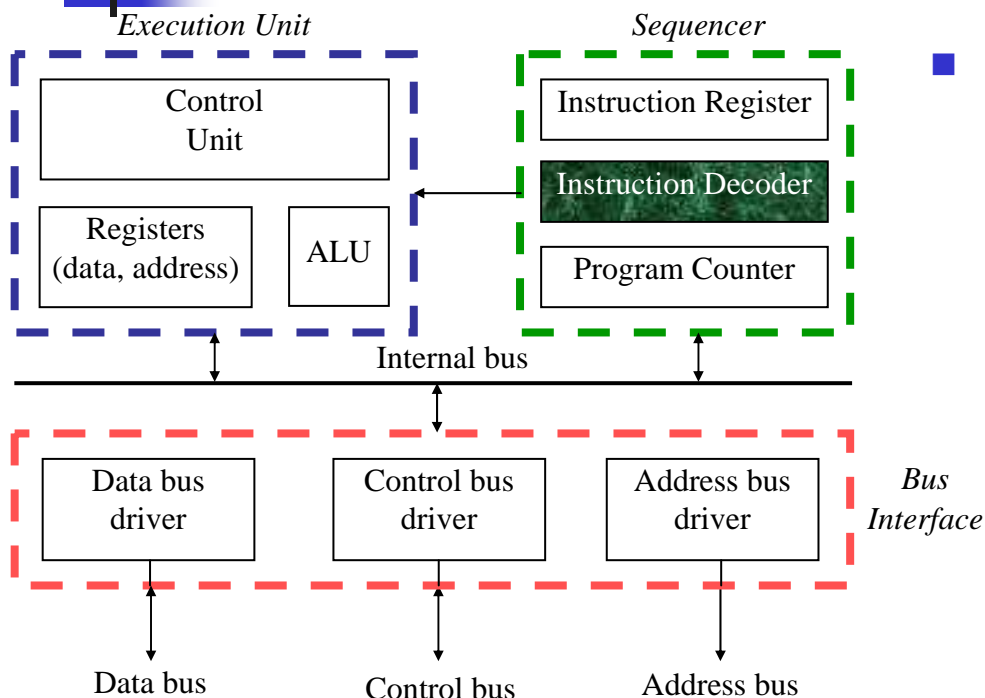 Execution Unit
Sequencer
Control
Unit
Instruction Register
Instruction Decoder
Registers
(data, address)
ALU
Program Counter
Internal bus
Data bus
driver
Control bus
driver
Address bus
driver
Bus
Interface
Data bus
Control bus
Address bus